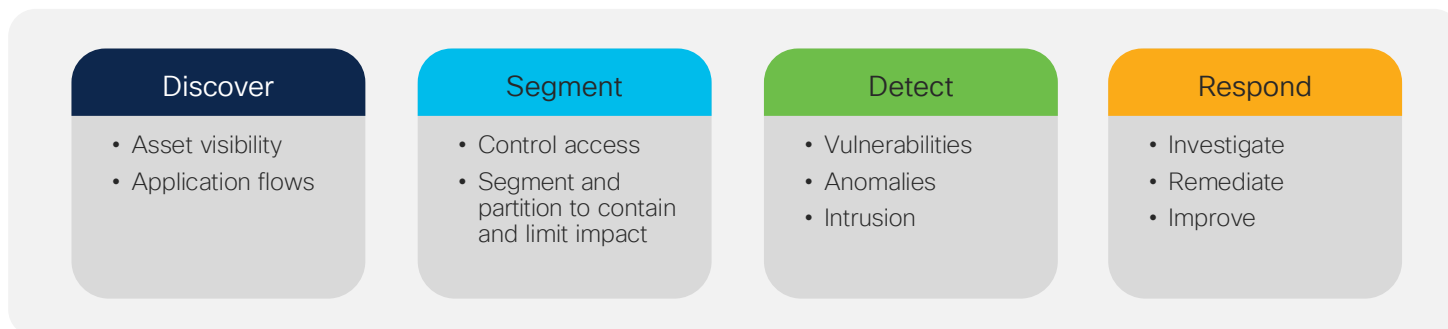 Discover
• Asset visibility
• Application flows
Segment
• Control access
• Segment and
partition to contain
and limit impact
Detect
• Vulnerabilities
• Anomalies
• Intrusion
Respond
• Investigate
• Remediate
• Improve